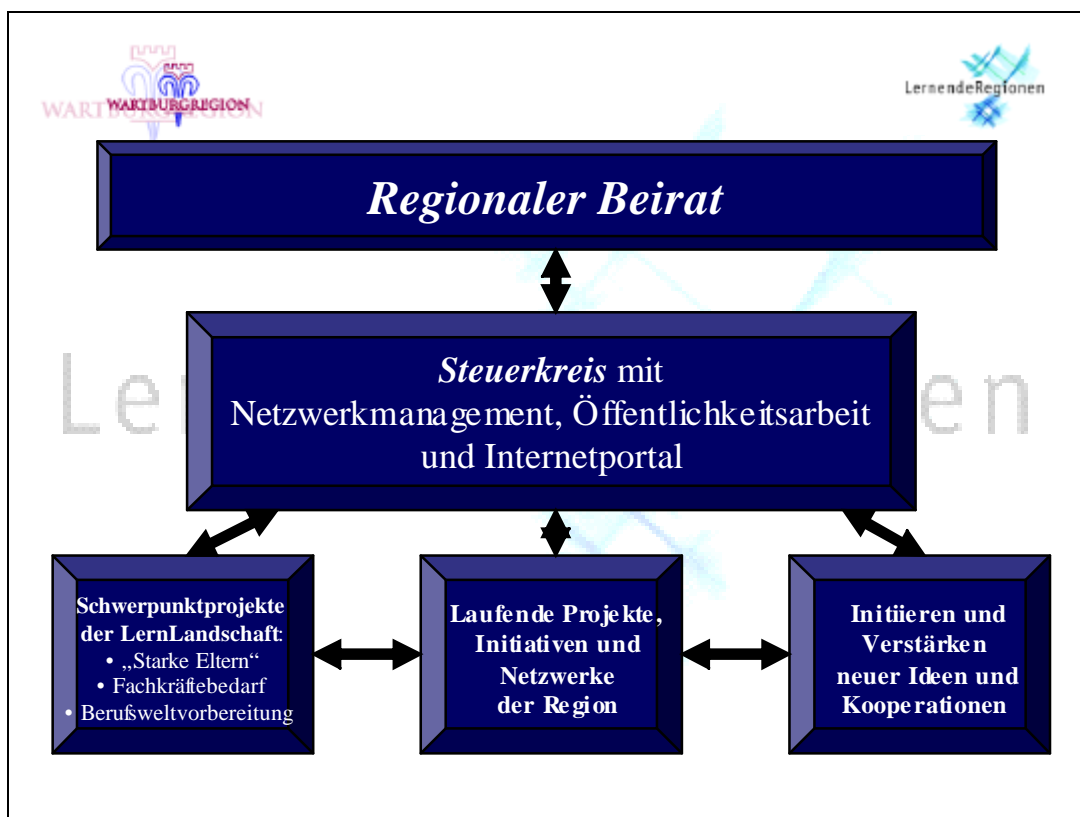 WARTBURGREGION
LernendeRegionen
Regionaler Beirat
Steuerkreis mit
Netzwerkmanagement, Öffentlichkeitsarbeit
und Internetportal
Schwerpunktprojekte
der LernLandschaft:
• „Starke Eltern“
• Fachkräftebedarf
• Berufsweltvorbereitung
Laufende Projekte,
Initiativen und
Netzwerke
der Region
Initiieren und
Verstärken
neuer Ideen und
Kooperationen